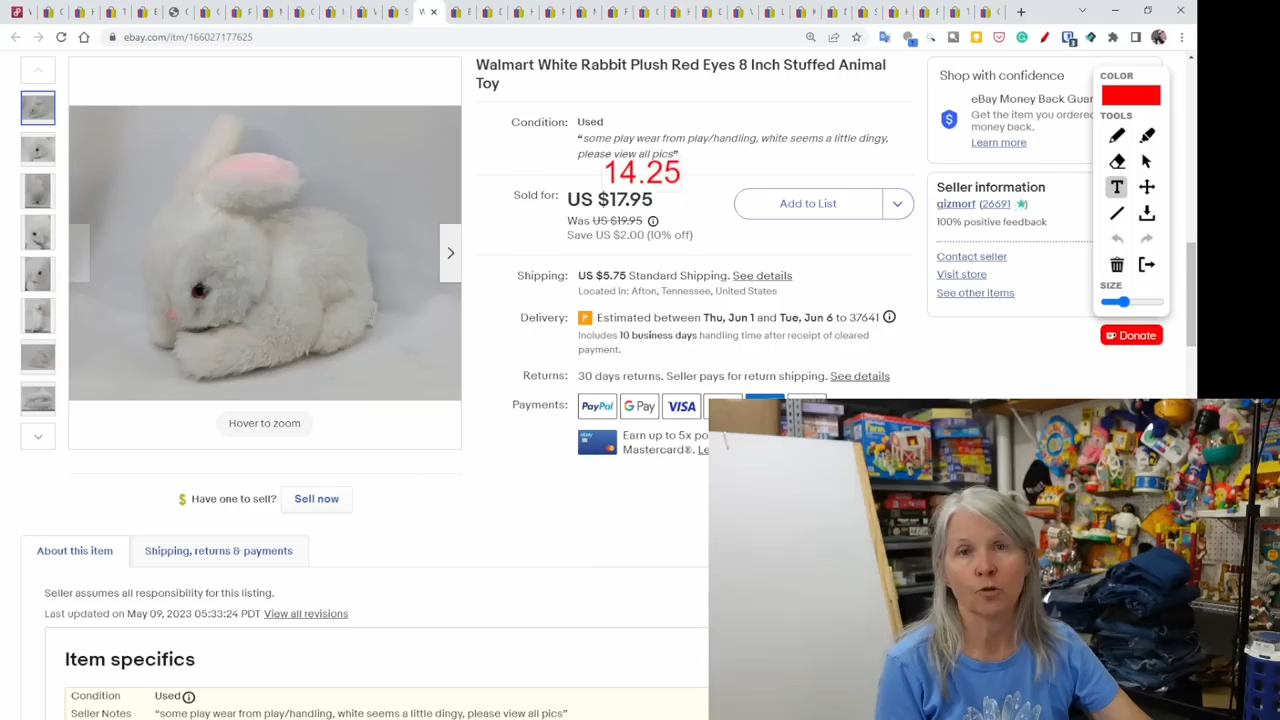 ebay.com/itm/166027177625
Walmart White Rabbit Plush Red Eyes 8 Inch Stuffed Animal
Toy
Condition:
Used
“some play wear from play/handling, white seems a little dingy,
please view all pics”
14.25
Sold for:
US $17.95
Was US $19.95
Save US $2.00 (10% off)
Add to List
Shipping:
US $5.75 Standard Shipping. See details
Located in: Afton, Tennessee, United States
Delivery:
Estimated between Thu, Jun 1 and Tue, Jun 6 to 37641
Includes 10 business days handling time after receipt of cleared
payment.
Returns:
30 days returns. Seller pays for return shipping. See details
Payments:
PayPal
G Pay
VISA
Earn up to 5x po
Mastercard®. Le
Hover to zoom
Have one to sell?
Sell now
About this item
Shipping, returns & payments
Seller assumes all responsibility for this listing.
Last updated on May 09, 2023 05:33:24 PDT View all revisions
Item specifics
Condition
Used
Seller Notes
“some play wear from play/handling, white seems a little dingy, please view all pics”
Shop with confidence
eBay Money Back Guar
Get the item you ordered
money back.
Learn more
Seller information
gizmorf (26691)
100% positive feedback
Contact seller
Visit store
See other items
COLOR
TOOLS
T
SIZE
Donate